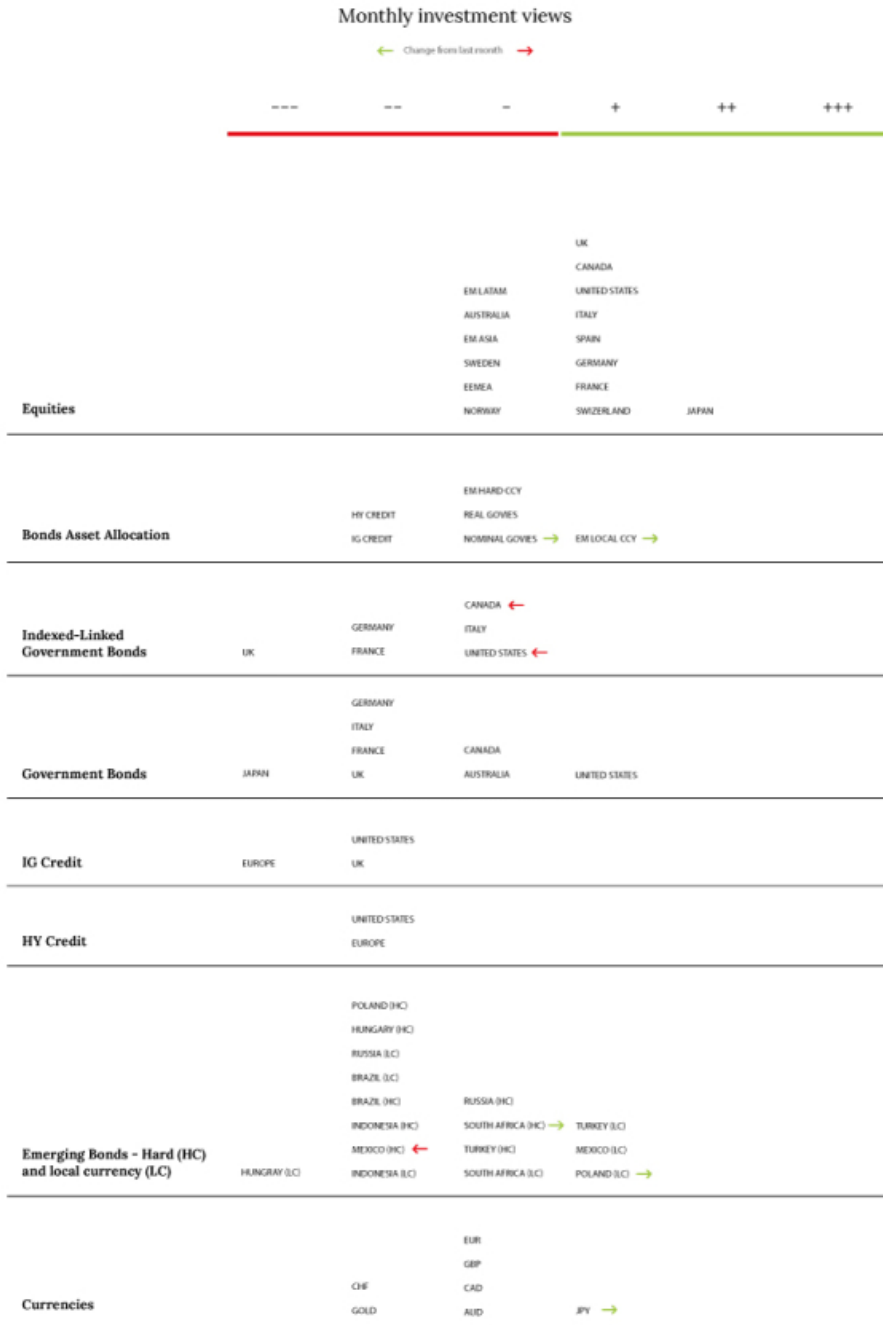 Monthly investment views
← Change from last month →
--- -- - + ++ +++
UK
CANADA
EM LATAM UNITED STATES
AUSTRALIA ITALY
EM ASIA SPAIN
SWEDEN GERMANY
EEMEA FRANCE
Equities NORWAY SWIZERLAND JAPAN
EM HARD CCY
HY CREDIT REAL GOVIES
Bonds Asset Allocation IG CREDIT NOMINAL GOVIES → EM LOCAL CCY →
CANADA ←
Indexed-Linked GERMANY ITALY
Government Bonds UK FRANCE UNITED STATES ←
GERMANY
ITALY
FRANCE CANADA
Government Bonds JAPAN UK AUSTRALIA UNITED STATES
UNITED STATES
IG Credit EUROPE UK
UNITED STATES
HY Credit EUROPE
POLAND (HC)
HUNGARY (HC)
RUSSIA (LC)
BRAZIL (LC)
BRAZIL (HC) RUSSIA (HC)
INDONESIA (HC) SOUTH AFRICA (HC) → TURKEY (LC)
Emerging Bonds - Hard (HC) MEXICO (HC) ← TURKEY (HC) MEXICO (LC)
and local currency (LC) HUNGRAY (LC) INDONESIA (LC) SOUTH AFRICA (LC) POLAND (LC) →
EUR
GBP
CHF CAD
Currencies GOLD AUD JPY →